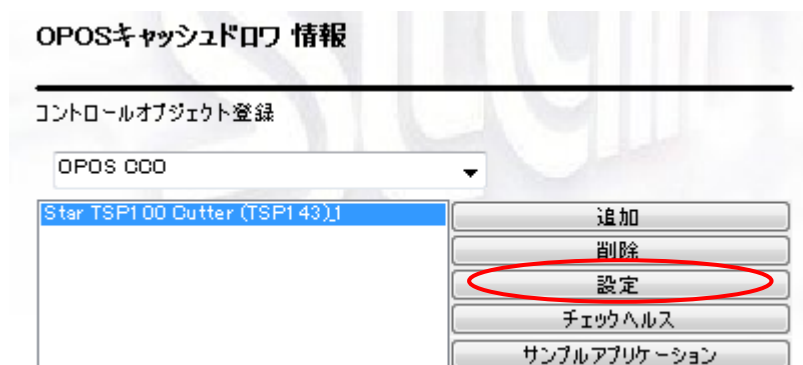 OPOSキャッシュドロワ 情報
コントロールオブジェクト登録
OPOS CCO
Star TSP100 Cutter (TSP143)_1
追加
削除
設定
チェックヘルス
サンプルアプリケーション